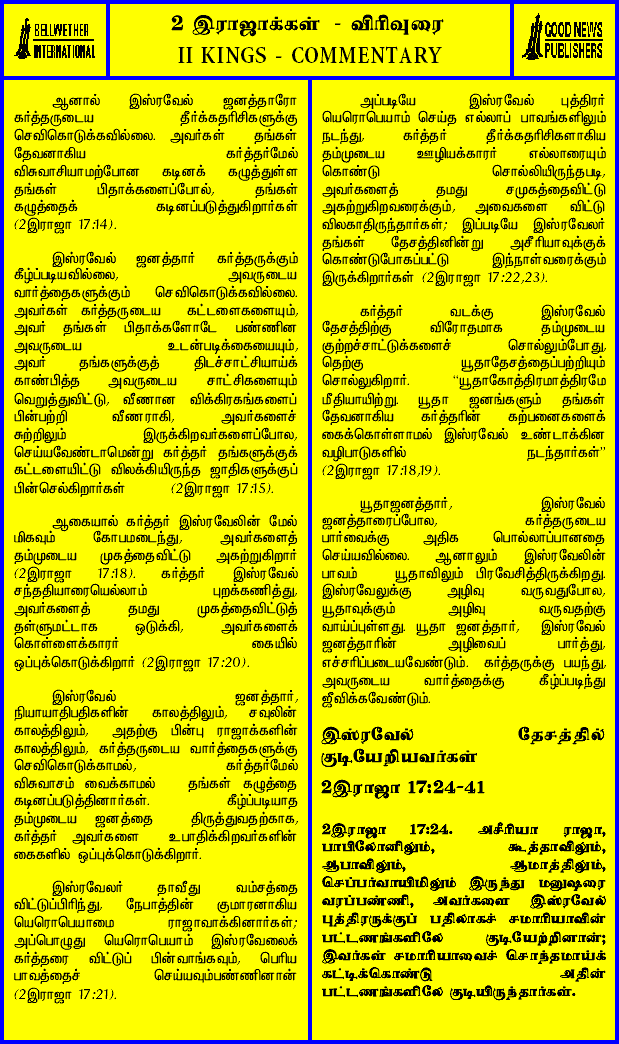 BELLWETHER
INTERNATIONAL
2 இராஜாக்கள் - விரிவுரை
II KINGS - COMMENTARY
GOOD NEWS
PUBLISHERS
ஆனால் இஸ்ரவேல் ஜனத்தாரோ
கர்த்தருடைய தீர்க்கதரிசிகளுக்கு
செவிகொடுக்கவில்லை. அவர்கள் தங்கள்
தேவனாகிய கர்த்தர்மேல்
விசுவாசியாமற்போன கடினக் கழுத்துள்ள
தங்கள் பிதாக்களைப்போல், தங்கள்
கழுத்தைக் கடினப்படுத்துகிறார்கள்
(2இராஜா 17:14).
இஸ்ரவேல் ஜனத்தார் கர்த்தருக்கும்
கீழ்ப்படியவில்லை, அவருடைய
வார்த்தைகளுக்கும் செவிகொடுக்கவில்லை.
அவர்கள் கர்த்தருடைய கட்டளைகளையும்,
அவர் தங்கள் பிதாக்களோடே பண்ணின
அவருடைய உடன்படிக்கையையும்,
அவர் தங்களுக்குத் திடச்சாட்சியாய்க்
காண்பித்த அவருடைய சாட்சிகளையும்
வெறுத்துவிட்டு, வீணான விக்கிரகங்களைப்
பின்பற்றி வீணராகி, அவர்களைச்
சுற்றிலும் இருக்கிறவர்களைப்போல,
செய்யவேண்டாமென்று கர்த்தர் தங்களுக்குக்
கட்டளையிட்டு விலக்கியிருந்த ஜாதிகளுக்குப்
பின்செல்கிறார்கள் (2இராஜா 17:15).
ஆகையால் கர்த்தர் இஸ்ரவேலின் மேல்
மிகவும் கோபமடைந்து, அவர்களைத்
தம்முடைய முகத்தைவிட்டு அகற்றுகிறார்
(2இராஜா 17:18). கர்த்தர் இஸ்ரவேல்
சந்ததியாரையெல்லாம் புறக்கணித்து,
அவர்களைத் தமது முகத்தைவிட்டுத்
தள்ளுமட்டாக ஒடுக்கி, அவர்களைக்
கொள்ளைக்காரர் கையில்
ஒப்புக்கொடுக்கிறார் (2இராஜா 17:20).
இஸ்ரவேல் ஜனத்தார்,
நியாயாதிபதிகளின் காலத்திலும், சவுலின்
காலத்திலும், அதற்கு பின்பு ராஜாக்களின்
காலத்திலும், கர்த்தருடைய வார்த்தைகளுக்கு
செவிகொடுக்காமல், கர்த்தர்மேல்
விசுவாசம் வைக்காமல் தங்கள் கழுத்தை
கடினப்படுத்தினார்கள். கீழ்ப்படியாத
தம்முடைய ஜனத்தை திருத்துவதற்காக,
கர்த்தர் அவர்களை உபாதிக்கிறவர்களின்
கைகளில் ஒப்புக்கொடுக்கிறார்.
இஸ்ரவேலர் தாவீது வம்சத்தை
விட்டுப்பிரிந்து, நேபாத்தின் குமாரனாகிய
யெரொபெயாமை ராஜாவாக்கினார்கள்;
அப்பொழுது யெரொபெயாம் இஸ்ரவேலைக்
கர்த்தரை விட்டுப் பின்வாங்கவும், பெரிய
பாவத்தைச் செய்யவும்பண்ணினான்
(2இராஜா 17:21).
அப்படியே இஸ்ரவேல் புத்திரர்
யெரொபெயாம் செய்த எல்லாப் பாவங்களிலும்
நடந்து, கர்த்தர் தீர்க்கதரிசிகளாகிய
தம்முடைய ஊழியக்காரர் எல்லாரையும்
கொண்டு சொல்லியிருந்தபடி,
அவர்களைத் தமது சமுகத்தைவிட்டு
அகற்றுகிறவரைக்கும், அவைகளை விட்டு
விலகாதிருந்தார்கள்; இப்படியே இஸ்ரவேலர்
தங்கள் தேசத்தினின்று அசீரியாவுக்குக்
கொண்டுபோகப்பட்டு இந்நாள்வரைக்கும்
இருக்கிறார்கள் (2இராஜா 17:22,23).
கர்த்தர் வடக்கு இஸ்ரவேல்
தேசத்திற்கு விரோதமாக தம்முடைய
குற்றச்சாட்டுக்களைச் சொல்லும்போது,
தெற்கு யூதாதேசத்தைப்பற்றியும்
சொல்லுகிறார். "யூதாகோத்திரமாத்திரமே
மீதியாயிற்று. யூதா ஜனங்களும் தங்கள்
தேவனாகிய கர்த்தரின் கற்பனைகளைக்
கைக்கொள்ளாமல் இஸ்ரவேல் உண்டாக்கின
வழிபாடுகளில் நடந்தார்கள்"
(2இராஜா 17:18,19).
யூதாஜனத்தார், இஸ்ரவேல்
ஜனத்தாரைப்போல, கர்த்தருடைய
பார்வைக்கு அதிக பொல்லாப்பானதை
செய்யவில்லை. ஆனாலும் இஸ்ரவேலின்
பாவம் யூதாவிலும் பிரவேசித்திருக்கிறது.
இஸ்ரவேலுக்கு அழிவு வருவதுபோல,
யூதாவுக்கும் அழிவு வருவதற்கு
வாய்ப்புள்ளது. யூதா ஜனத்தார், இஸ்ரவேல்
ஜனத்தாரின் அழிவைப் பார்த்து,
எச்சரிப்படையவேண்டும். கர்த்தருக்கு பயந்து,
அவருடைய வார்த்தைக்கு கீழ்ப்படிந்து
ஜீவிக்கவேண்டும்.
இஸ்ரவேல் தேசத்தில்
குடியேறியவர்கள்
2இராஜா 17:24-41
2இராஜா 17:24. அசீரியா ராஜா,
பாபிலோனிலும், கூத்தாவிலும்,
ஆபாவிலும், ஆமாத்திலும்,
செப்பர்வாயிமிலும் இருந்து மனுஷரை
வரப்பண்ணி, அவர்களை இஸ்ரவேல்
புத்திரருக்குப் பதிலாகச் சமாரியாவின்
பட்டணங்களிலே குடியேற்றினான்;
இவர்கள் சமாரியாவைச் சொந்தமாய்க்
கட்டிக்கொண்டு அதின்
பட்டணங்களிலே குடியிருந்தார்கள்.